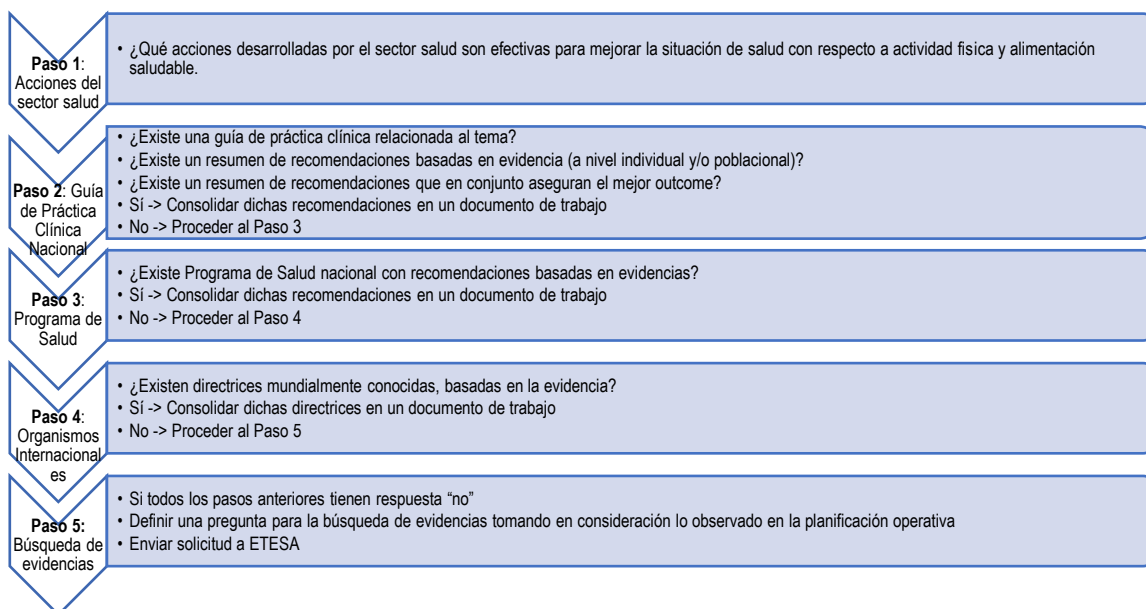 Paso 1:
Acciones del
sector salud
• ¿Qué acciones desarrolladas por el sector salud son efectivas para mejorar la situación de salud con respecto a actividad fisica y alimentación
saludable.
Paso 2: Guía
de Práctica
Clínica
Nacional
• ¿Existe una guía de práctica clínica relacionada al tema?
• ¿Existe un resumen de recomendaciones basadas en evidencia (a nivel individual y/o poblacional)?
• ¿Existe un resumen de recomendaciones que en conjunto aseguran el mejor outcome?
• Sí -> Consolidar dichas recomendaciones en un documento de trabajo
• No -> Proceder al Paso 3
Paso 3:
Programa de
Salud
• ¿Existe Programa de Salud nacional con recomendaciones basadas en evidencias?
• Sí -> Consolidar dichas recomendaciones en un documento de trabajo
• No -> Proceder al Paso 4
Paso 4:
Organismos
Internacional
es
• ¿Existen directrices mundialmente conocidas, basadas en la evidencia?
• Sí -> Consolidar dichas directrices en un documento de trabajo
• No -> Proceder al Paso 5
Paso 5:
Búsqueda de
evidencias
• Si todos los pasos anteriores tienen respuesta “no”
• Definir una pregunta para la búsqueda de evidencias tomando en consideración lo observado en la planificación operativa
• Enviar solicitud a ETESA